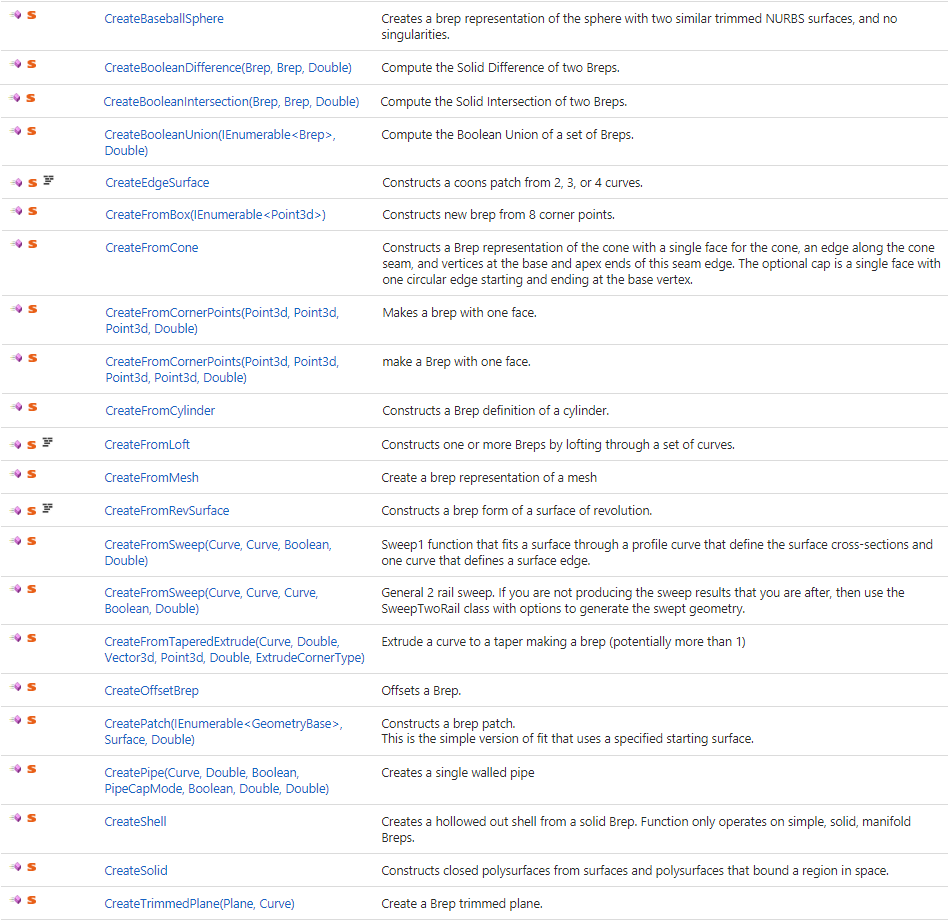 CreateBaseballSphere
Creates a brep representation of the sphere with two similar trimmed NURBS surfaces, and no
singularities.
CreateBooleanDifference(Brep, Brep, Double)
Compute the Solid Difference of two Breps.
CreateBooleanIntersection(Brep, Brep, Double)
Compute the Solid Intersection of two Breps.
CreateBooleanUnion(IEnumerable<Brep>,
Double)
Compute the Boolean Union of a set of Breps.
CreateEdgeSurface
Constructs a coons patch from 2, 3, or 4 curves.
CreateFromBox(IEnumerable<Point3d>)
Constructs new brep from 8 corner points.
CreateFromCone
Constructs a Brep representation of the cone with a single face for the cone, an edge along the cone
seam, and vertices at the base and apex ends of this seam edge. The optional cap is a single face with
one circular edge starting and ending at the base vertex.
CreateFromCornerPoints(Point3d, Point3d,
Point3d, Double)
Makes a brep with one face.
CreateFromCornerPoints(Point3d, Point3d,
Point3d, Point3d, Double)
make a Brep with one face.
CreateFromCylinder
Constructs a Brep definition of a cylinder.
CreateFromLoft
Constructs one or more Breps by lofting through a set of curves.
CreateFromMesh
Create a brep representation of a mesh
CreateFromRevSurface
Constructs a brep form of a surface of revolution.
CreateFromSweep(Curve, Curve, Boolean,
Double)
Sweep1 function that fits a surface through a profile curve that define the surface cross-sections and
one curve that defines a surface edge.
CreateFromSweep(Curve, Curve, Curve,
Boolean, Double)
General 2 rail sweep. If you are not producing the sweep results that you are after, then use the
SweepTwoRail class with options to generate the swept geometry.
CreateFromTaperedExtrude(Curve, Double,
Vector3d, Point3d, Double, ExtrudeCornerType)
Extrude a curve to a taper making a brep (potentially more than 1)
CreateOffsetBrep
Offsets a Brep.
CreatePatch(IEnumerable<GeometryBase>,
Surface, Double)
Constructs a brep patch.
This is the simple version of fit that uses a specified starting surface.
CreatePipe(Curve, Double, Boolean,
PipeCapMode, Boolean, Double, Double)
Creates a single walled pipe
CreateShell
Creates a hollowed out shell from a solid Brep. Function only operates on simple, solid, manifold
Breps.
CreateSolid
Constructs closed polysurfaces from surfaces and polysurfaces that bound a region in space.
CreateTrimmedPlane(Plane, Curve)
Create a Brep trimmed plane.